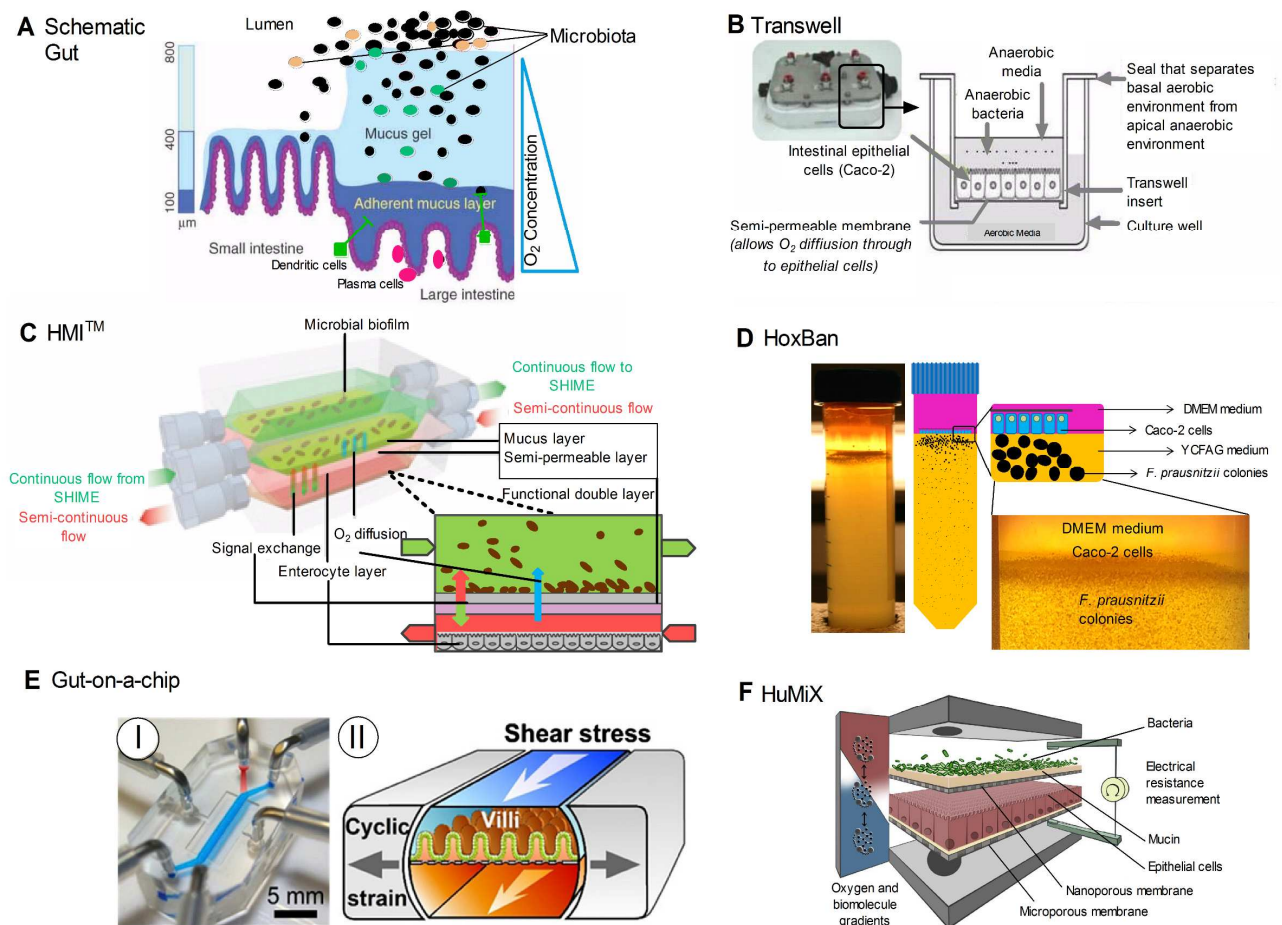 A Schematic
Gut
Lumen
Microbiota
800
400
100
µm
Mucus gel
Adherent mucus layer
O2 Concentration
Small intestine
Dendritic cells
Plasma cells
Large intestine
B Transwell
Anaerobic
media
Anaerobic
bacteria
Intestinal epithelial
cells (Caco-2)
Semi-permeable membrane
(allows O2 diffiusion through
to epithelial cells)
Aerobic Media
Seal that separates
basal aerobic
environment from
apical anaerobic
environment
Transwell
insert
Culture well
C HMI™
Microbial biofilm
Continuous flow to
SHIME
Semi-continuous flow
Mucus layer
Semi-permeable layer
Functional double layer
Continuous flow from
SHIME
Semi-continuous
flow
Signal exchange
O2 diffusion
Enterocyte layer
D HoxBan
DMEM medium
Caco-2 cells
YCFAG medium
F. prausnitzii colonies
DMEM medium
Caco-2 cells
F. prausnitzii
colonies
E Gut-on-a-chip
I
5 mm
II
Shear stress
Villi
Cyclic
strain
F HuMiX
Bacteria
Electrical
resistance
measurement
Mucin
Epithelial cells
Nanoporous membrane
Microporous membrane
Oxygen and
biomolecule
gradients